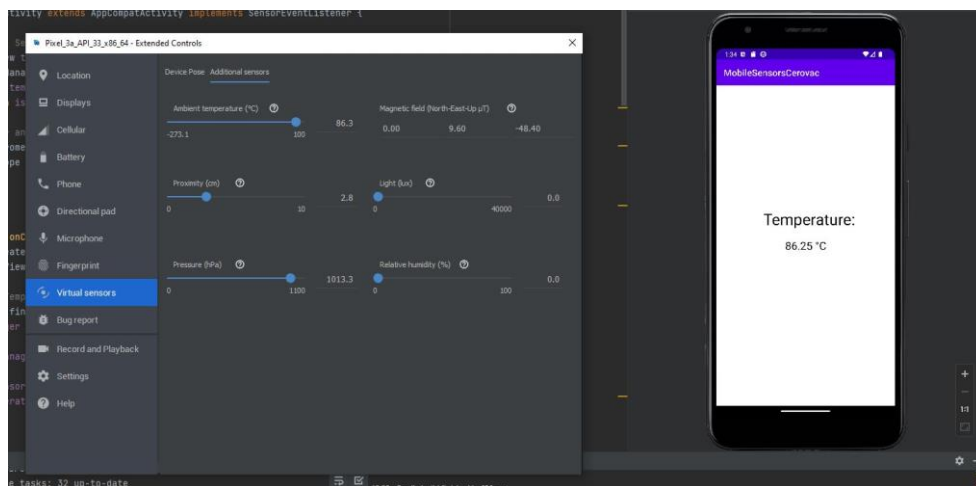 tivity extends AppCompatActivity implements SensorEventListener {
Pixel_3a_API_33_x86_64 - Extended Controls
Location
Displays
Cellular
Battery
Phone
Directional pad
Microphone
Fingerprint
Virtual sensors
Bug report
Record and Playback
Settings
Help
Device Pose Additional sensors
Ambient temperature (°C)
86.3
-273.1 100
Magnetic field (North-East-Up μT)
0.00 9.60 -48.40
Proximity (cm)
2.8
0 10
Light (lux)
0.0
0 40000
Pressure (hPa)
1013.3
0 1100
Relative humidity (%)
0.0
0 100
1:34
MobileSensorsCerovac
Temperature:
86.25 °C
1:1
e tasks: 32 up-to-date